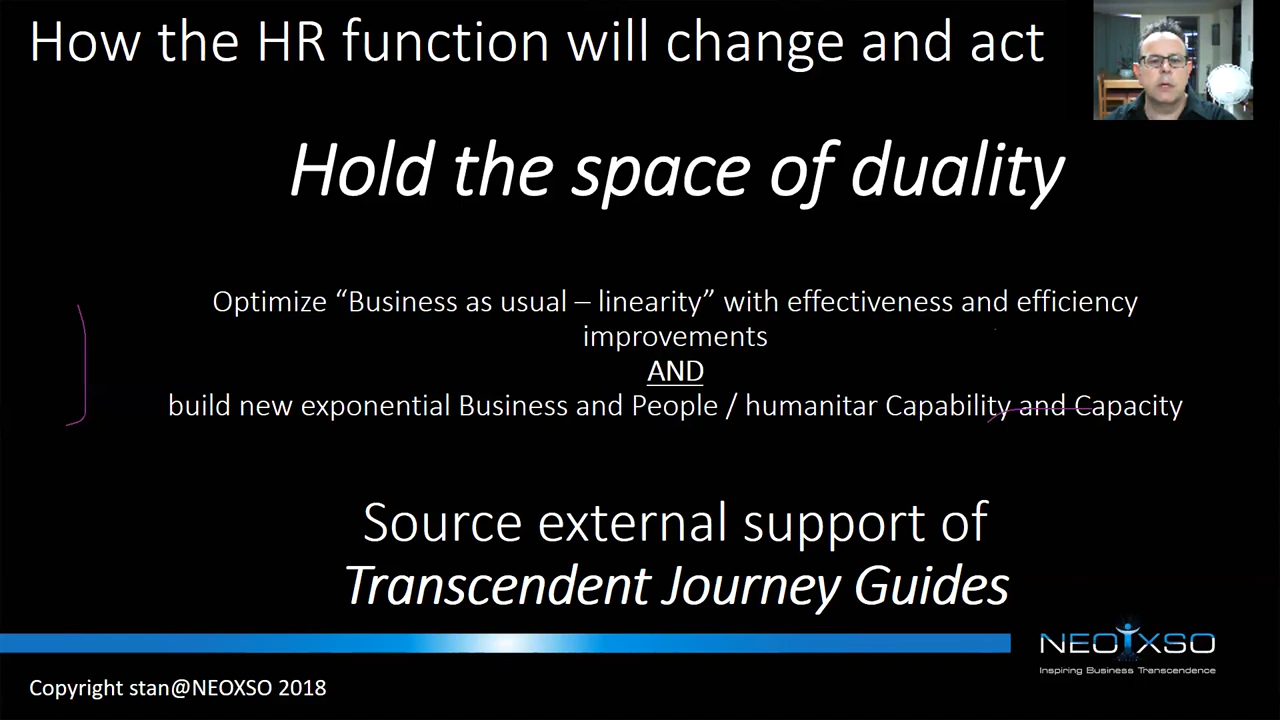 How the HR function will change and act
Hold the space of duality
Optimize “Business as usual – linearity” with effectiveness and efficiency
improvements
AND
build new exponential Business and People / humanitar Capability and Capacity
Source external support of
Transcendent Journey Guides
NEOXSO
Inspiring Business Transcendence
Copyright stan@NEOXSO 2018